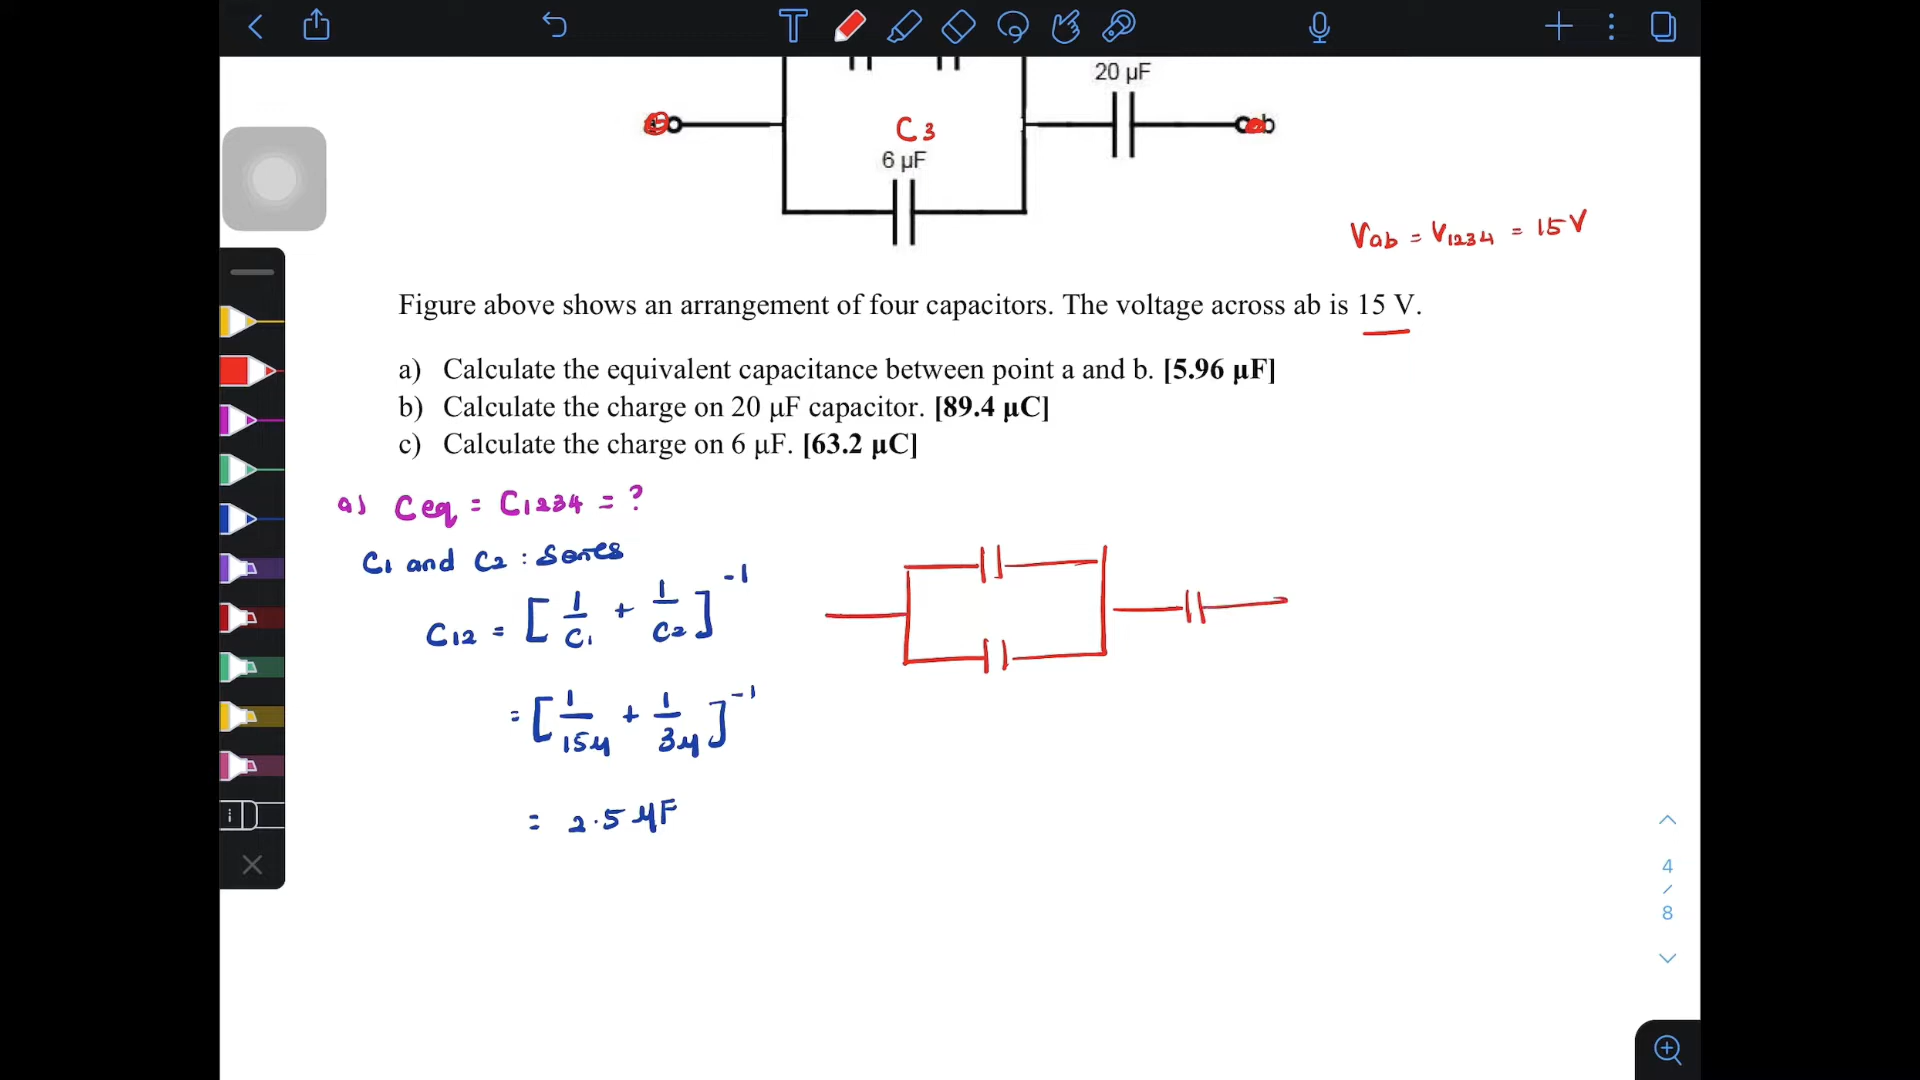 20 µF
b
C3
6 µF
Vab = V1234 = 15 V
Figure above shows an arrangement of four capacitors. The voltage across ab is 15 V.
a) Calculate the equivalent capacitance between point a and b. [5.96 µF]
b) Calculate the charge on 20 µF capacitor. [89.4 µC]
c) Calculate the charge on 6 µF. [63.2 µC]
a) Ceq = C1234 = ?
C1 and C2 : Series
C12 = [ 1/C1 + 1/C2 ]^-1
= [ 1/15µ + 1/3µ ]^-1
= 2.5 µF
4
/
8